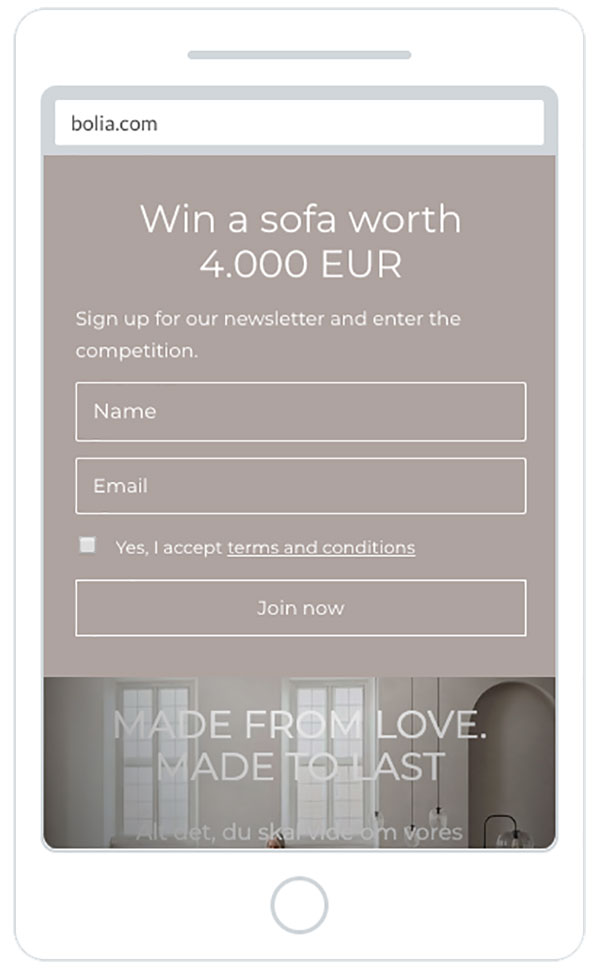 bolia.com
Win a sofa worth
4.000 EUR
Sign up for our newsletter and enter the
competition.
Name
Email
Yes, I accept terms and conditions
Join now
MADE FROM LOVE.
MADE TO LAST
Alt det, du skal vide om vores